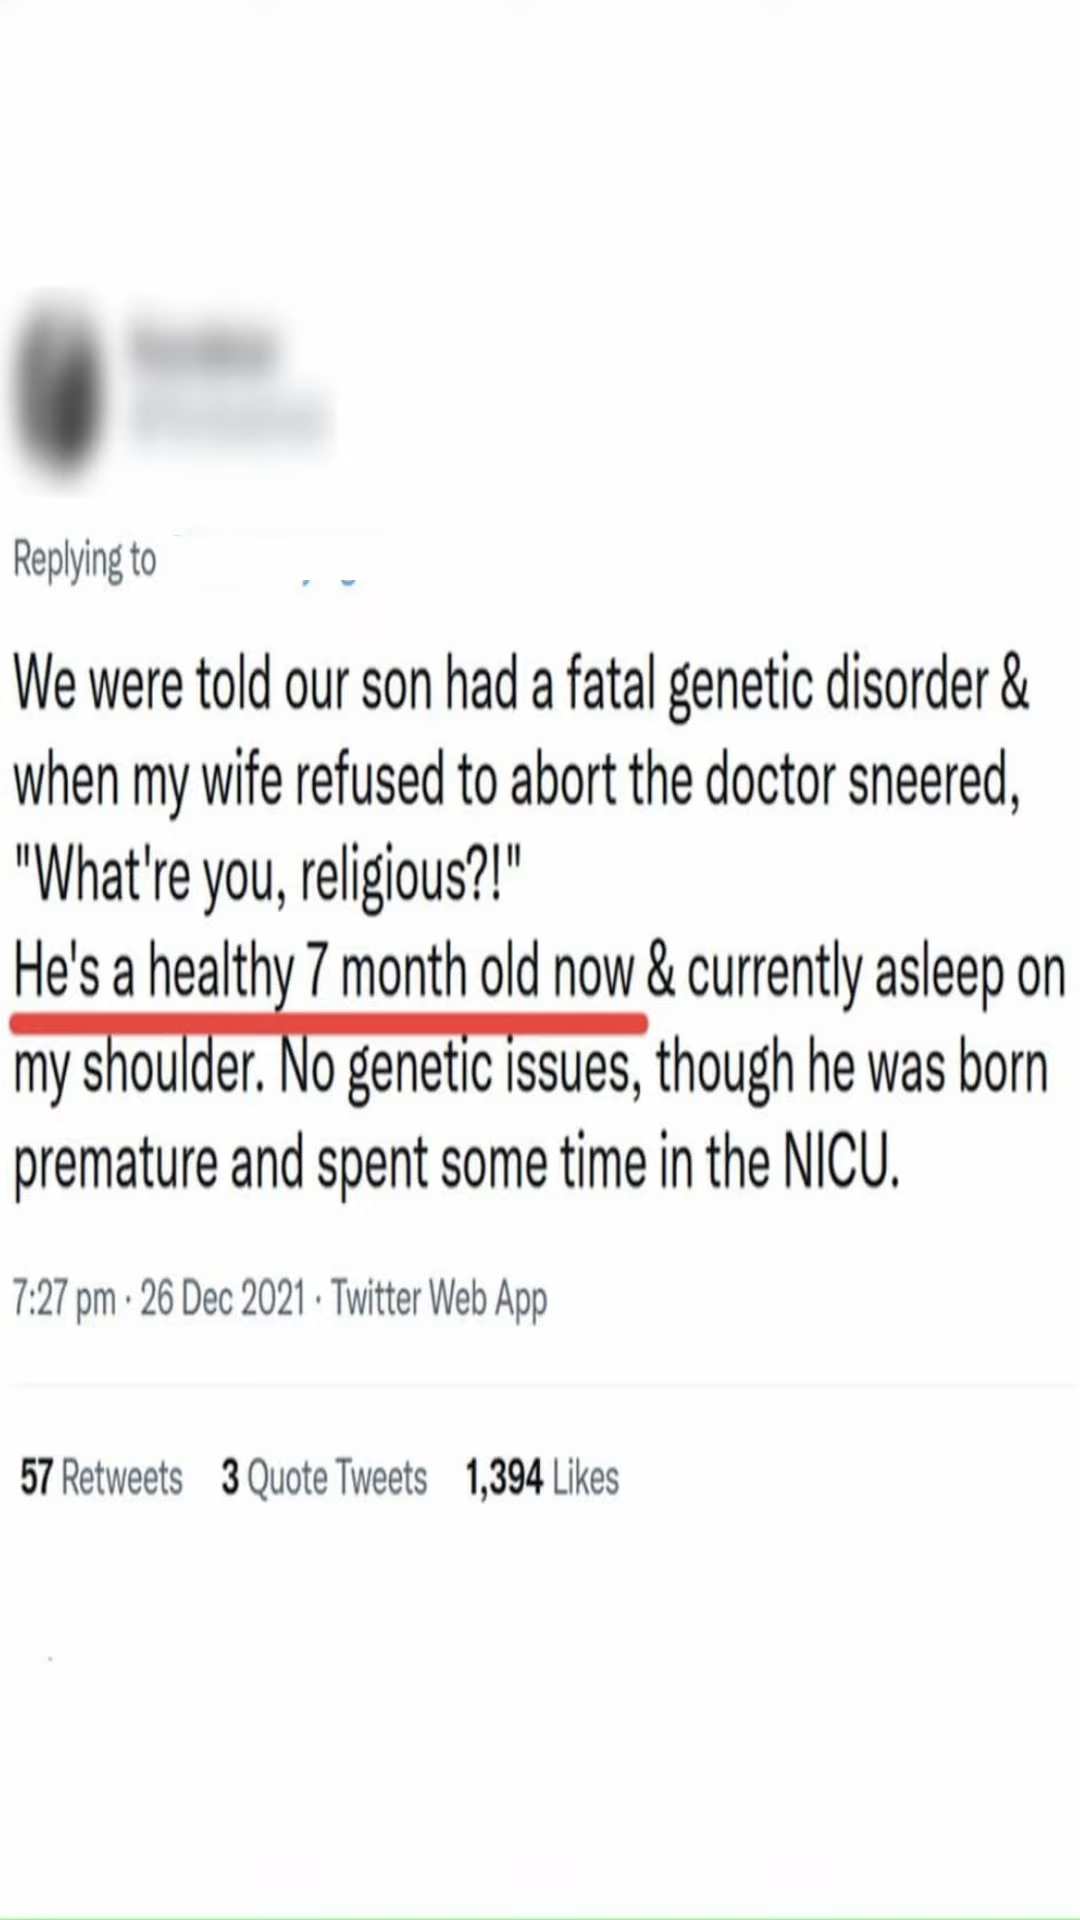 Replying to
We were told our son had a fatal genetic disorder &
when my wife refused to abort the doctor sneered,
"What're you, religious?!"
He's a healthy 7 month old now & currently asleep on
my shoulder. No genetic issues, though he was born
premature and spent some time in the NICU.
7:27 pm · 26 Dec 2021 · Twitter Web App
57 Retweets 3 Quote Tweets 1,394 Likes